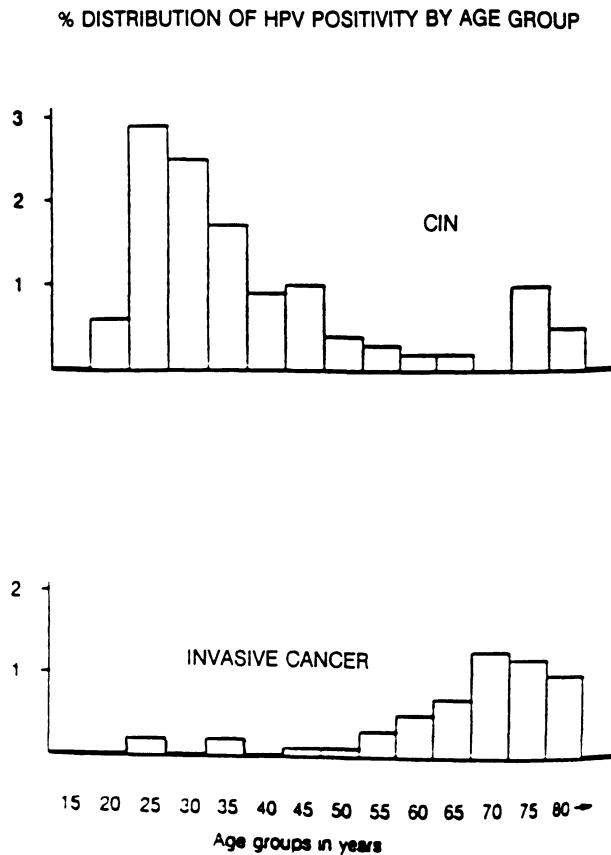 % DISTRIBUTION OF HPV POSITIVITY BY AGE GROUP
3
2
CIN
1
2
INVASIVE CANCER
1
15 20 25 30 35 40 45 50 55 60 65 70 75 80→
Age groups in years